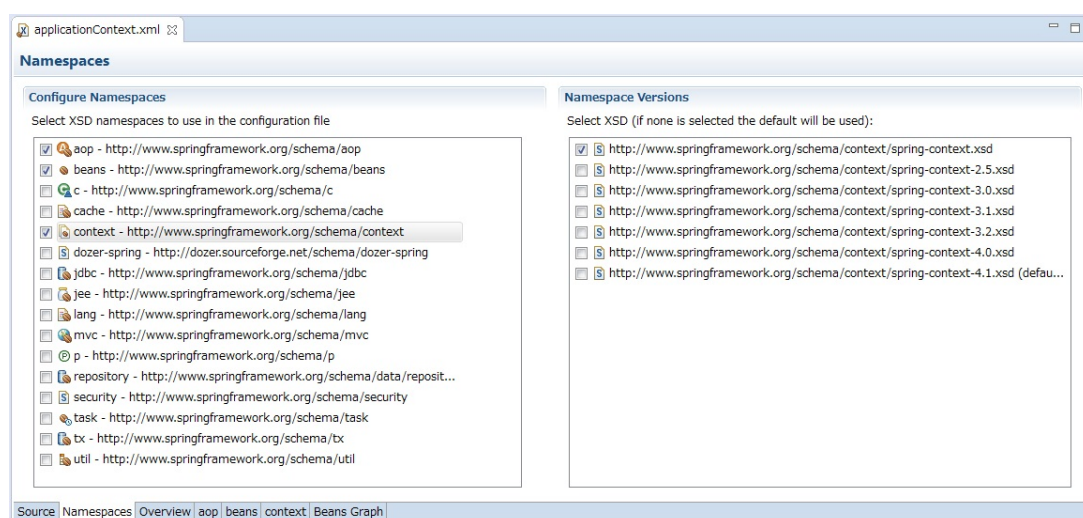 applicationContext.xml
Namespaces
Configure Namespaces
Select XSD namespaces to use in the configuration file
aop - http://www.springframework.org/schema/aop
beans - http://www.springframework.org/schema/beans
c - http://www.springframework.org/schema/c
cache - http://www.springframework.org/schema/cache
context - http://www.springframework.org/schema/context
dozer-spring - http://dozer.sourceforge.net/schema/dozer-spring
jdbc - http://www.springframework.org/schema/jdbc
jee - http://www.springframework.org/schema/jee
lang - http://www.springframework.org/schema/lang
mvc - http://www.springframework.org/schema/mvc
p - http://www.springframework.org/schema/p
repository - http://www.springframework.org/schema/data/reposit...
security - http://www.springframework.org/schema/security
task - http://www.springframework.org/schema/task
tx - http://www.springframework.org/schema/tx
util - http://www.springframework.org/schema/util
Namespace Versions
Select XSD (if none is selected the default will be used):
http://www.springframework.org/schema/context/spring-context.xsd
http://www.springframework.org/schema/context/spring-context-2.5.xsd
http://www.springframework.org/schema/context/spring-context-3.0.xsd
http://www.springframework.org/schema/context/spring-context-3.1.xsd
http://www.springframework.org/schema/context/spring-context-3.2.xsd
http://www.springframework.org/schema/context/spring-context-4.0.xsd
http://www.springframework.org/schema/context/spring-context-4.1.xsd (defau...
Source Namespaces Overview aop beans context Beans Graph